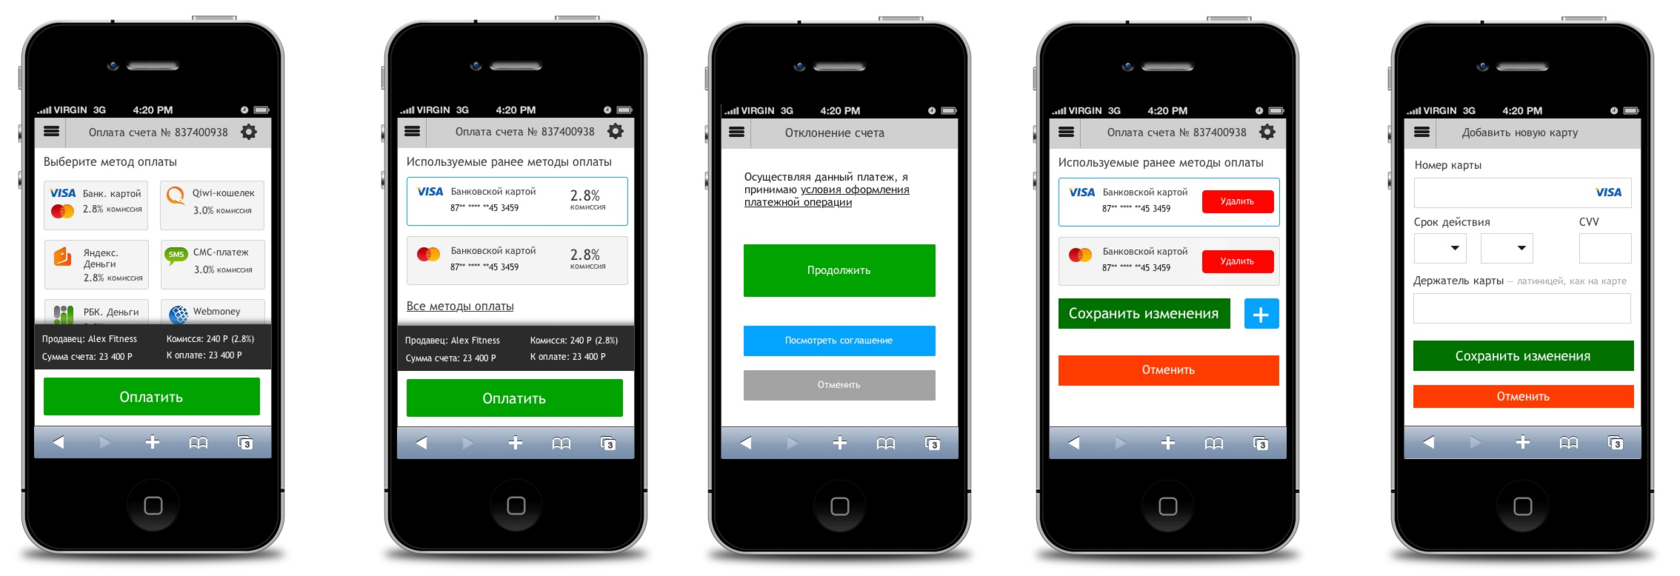 VIRGIN 3G 4:20 PM
Оплата счета № 837400938
Выберите метод оплаты
VISA Банк. картой
2.8% комиссия
Qiwi-кошелек
3.0% комиссия
Яндекс.
Деньги
2.8% комиссия
SMS СМС-платеж
3.0% комиссия
РБК. Деньги
Webmoney
Продавец: Alex Fitness
Комисся: 240 Р (2.8%)
Сумма счета: 23 400 Р
К оплате: 23 400 Р
Оплатить
3
VIRGIN 3G 4:20 PM
Оплата счета № 837400938
Используемые ранее методы оплаты
VISA Банковской картой
87** **** **45 3459
2.8%
комиссия
Банковской картой
87** **** **45 3459
2.8%
комиссия
Все методы оплаты
Продавец: Alex Fitness
Комисся: 240 Р (2.8%)
Сумма счета: 23 400 Р
К оплате: 23 400 Р
Оплатить
3
VIRGIN 3G 4:20 PM
Отклонение счета
Осуществляя данный платеж, я
принимаю условия оформления
платежной операции
Продолжить
Посмотреть соглашение
Отменить
3
VIRGIN 3G 4:20 PM
Оплата счета № 837400938
Используемые ранее методы оплаты
VISA Банковской картой
87** **** **45 3459
Удалить
Банковской картой
87** **** **45 3459
Удалить
Сохранить изменения +
Отменить
3
VIRGIN 3G 4:20 PM
Добавить новую карту
Номер карты
VISA
Срок действия CVV
Держатель карты – латиницей, как на карте
Сохранить изменения
Отменить
3